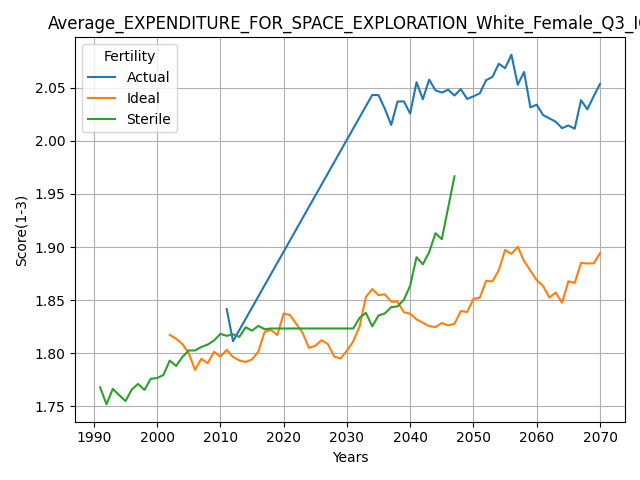 Average_EXPENDITURE_FOR_SPACE_EXPLORATION_White_Female_Q3_I
Fertility
Actual
Ideal
Sterile
2.05
2.00
1.95
1.90
1.85
1.80
1.75
Score(1-3)
1990 2000 2010 2020 2030 2040 2050 2060 2070
Years